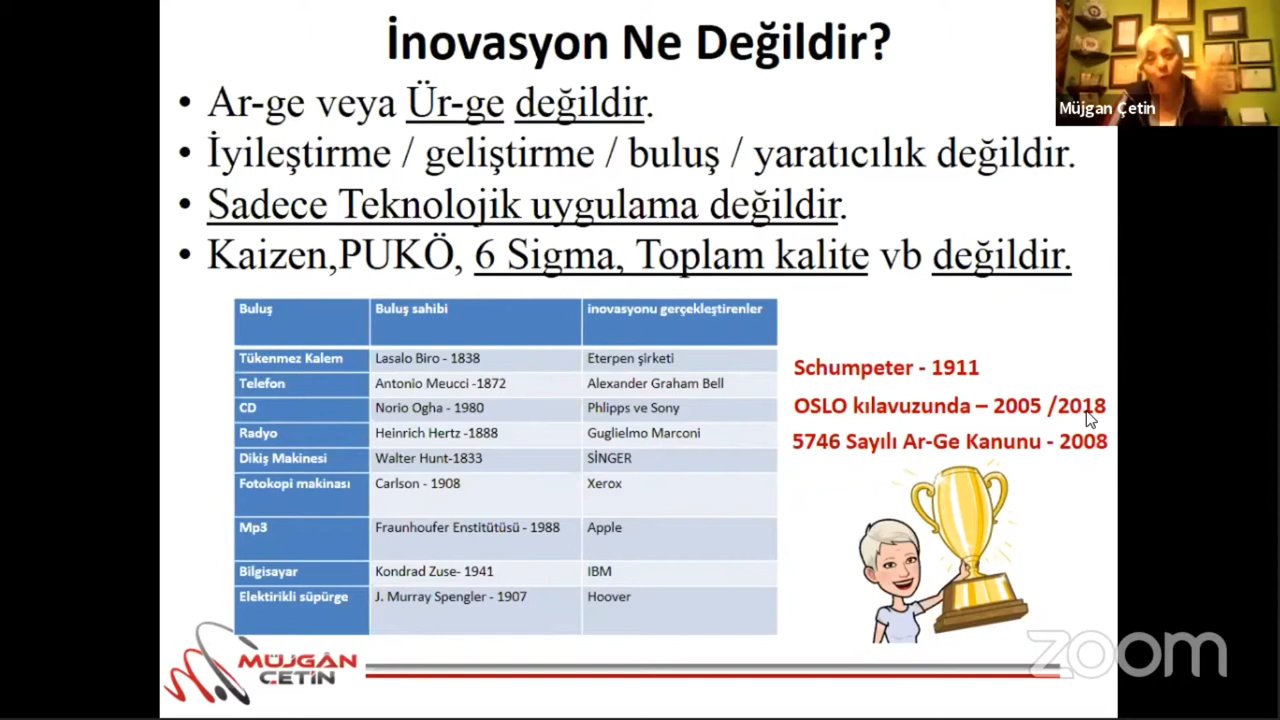 İnovasyon Ne Değildir?
Müjgan Çetin
• Ar-ge veya Ür-ge değildir.
• İyileştirme / geliştirme / buluş / yaratıcılık değildir.
• Sadece Teknolojik uygulama değildir.
• Kaizen,PUKÖ, 6 Sigma, Toplam kalite vb değildir.
Buluş Buluş sahibi inovasyonu gerçekleştirenler
Tükenmez Kalem Lasalo Biro - 1838 Eterpen şirketi
Telefon Antonio Meucci -1872 Alexander Graham Bell
CD Norio Ogha - 1980 Phlipps ve Sony
Radyo Heinrich Hertz -1888 Guglielmo Marconi
Dikiş Makinesi Walter Hunt-1833 SİNGER
Fotokopi makinası Carlson - 1908 Xerox
Mp3 Fraunhoufer Enstitütüsü - 1988 Apple
Bilgisayar Kondrad Zuse- 1941 IBM
Elektirikli süpürge J. Murray Spengler - 1907 Hoover
Schumpeter - 1911
OSLO kılavuzunda – 2005 /2018
5746 Sayılı Ar-Ge Kanunu - 2008
MÜJGÂN
ÇETİN
zoom